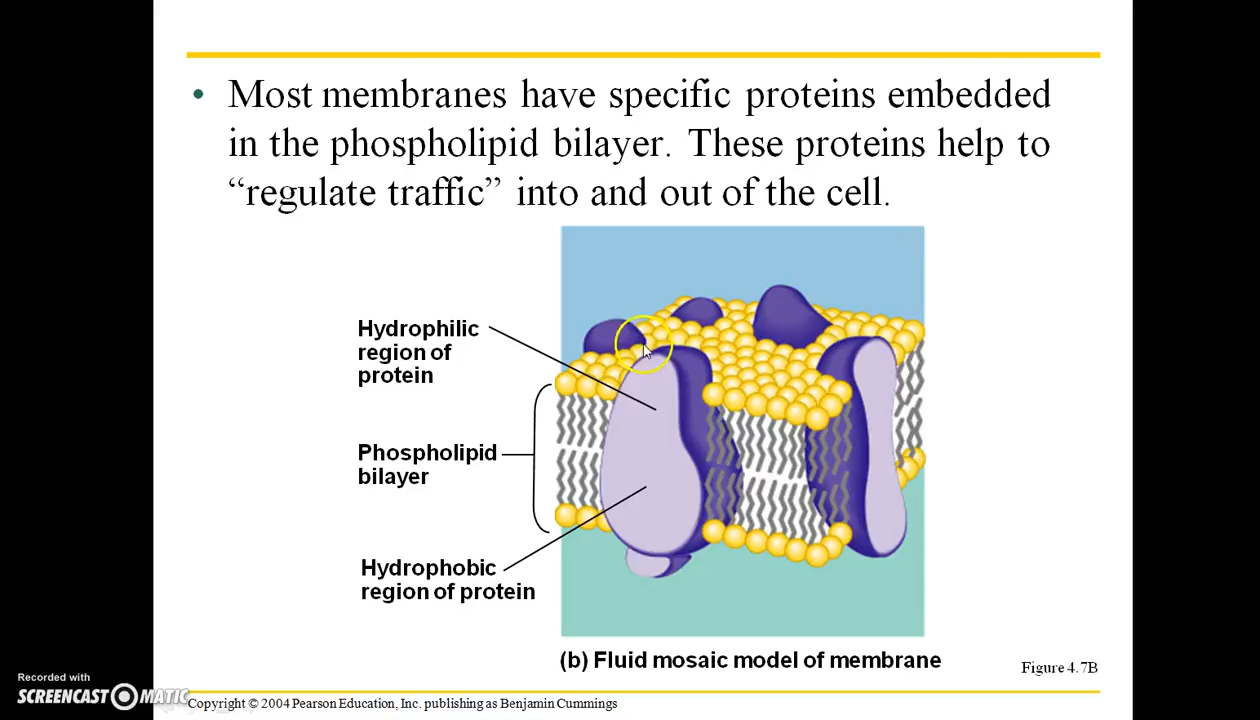 • Most membranes have specific proteins embedded
in the phospholipid bilayer. These proteins help to
“regulate traffic” into and out of the cell.
Hydrophilic
region of
protein
Phospholipid
bilayer
Hydrophobic
region of protein
(b) Fluid mosaic model of membrane
Figure 4.7B
Recorded with
SCREENCAST MATIC
Copyright © 2004 Pearson Education, Inc. publishing as Benjamin Cummings